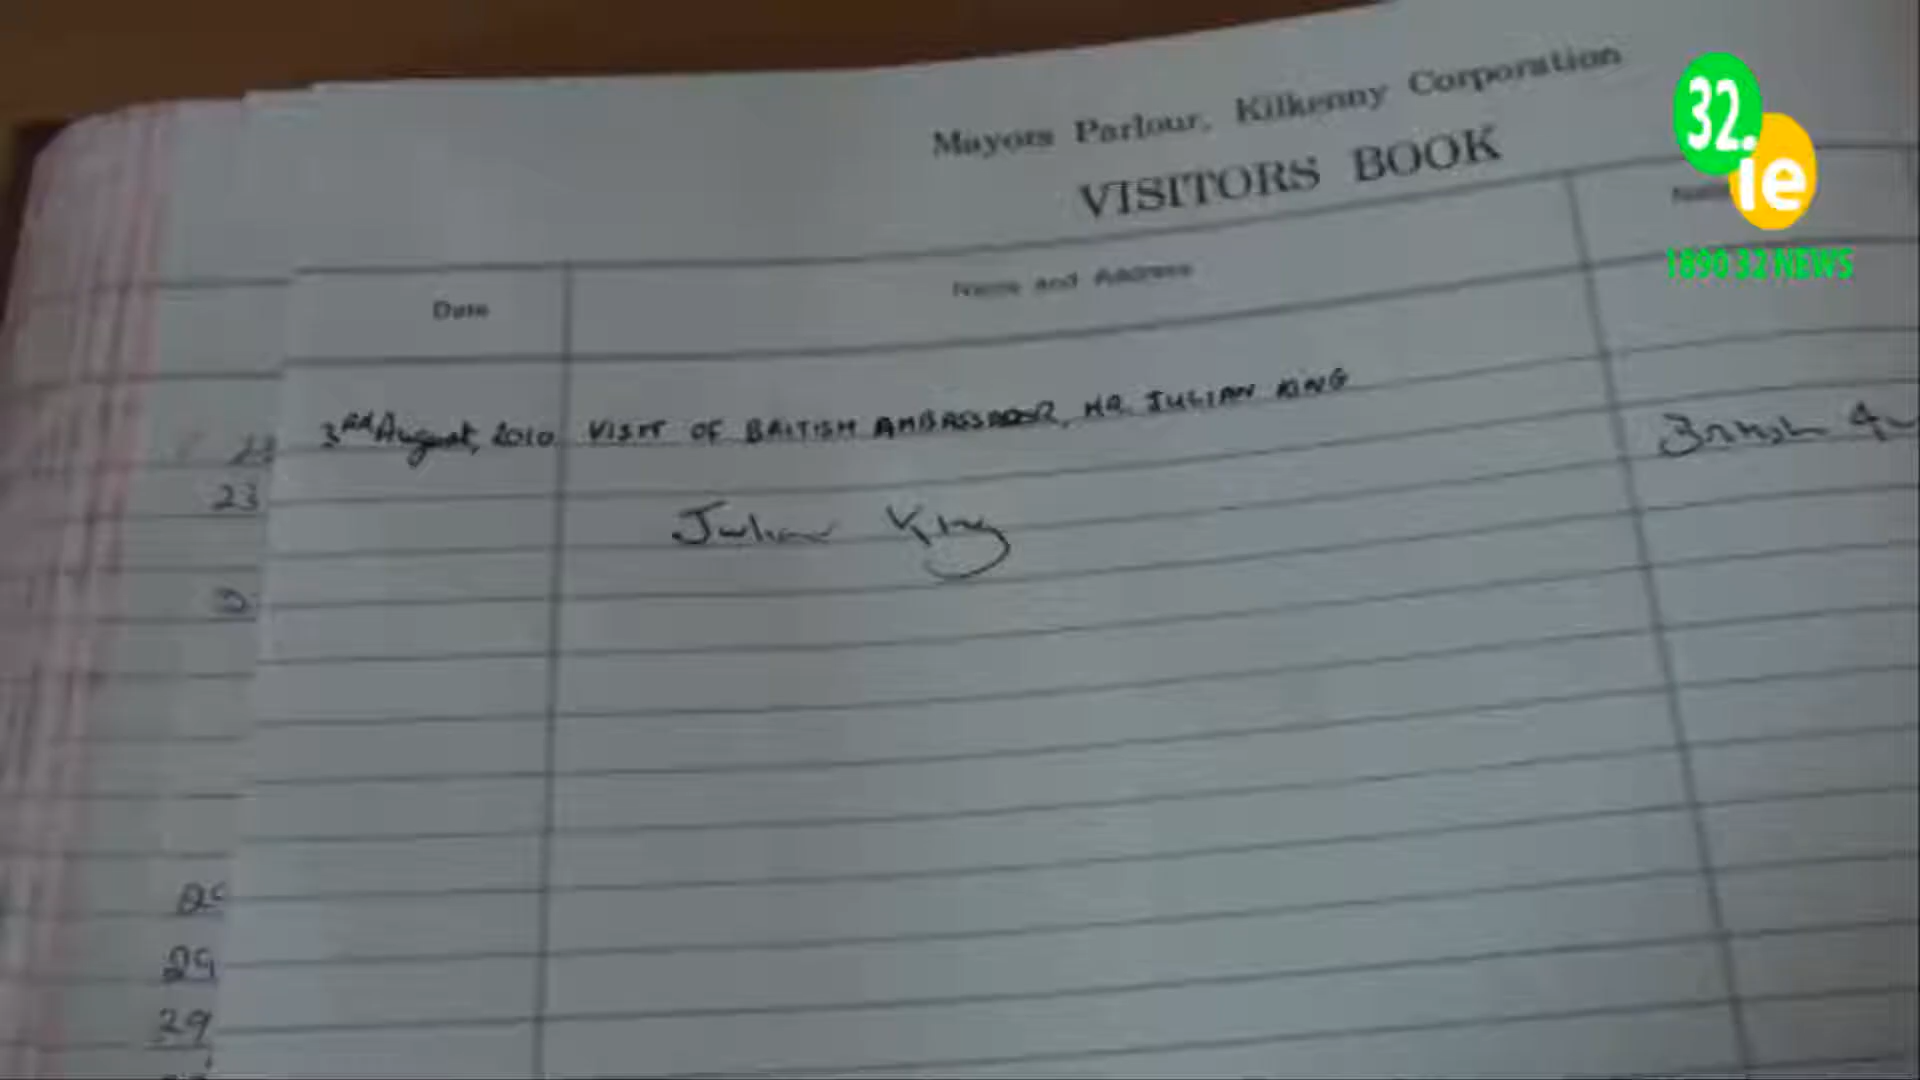 Mayors Parlour, Kilkenny Corporation
VISITORS BOOK
32.
ie
1890 32 NEWS
Date
Name and Address
3RD August, 2010 VISIT OF BRITISH AMBASSADOR, MR. JULIAN KING
British
Julian King
23
29
29